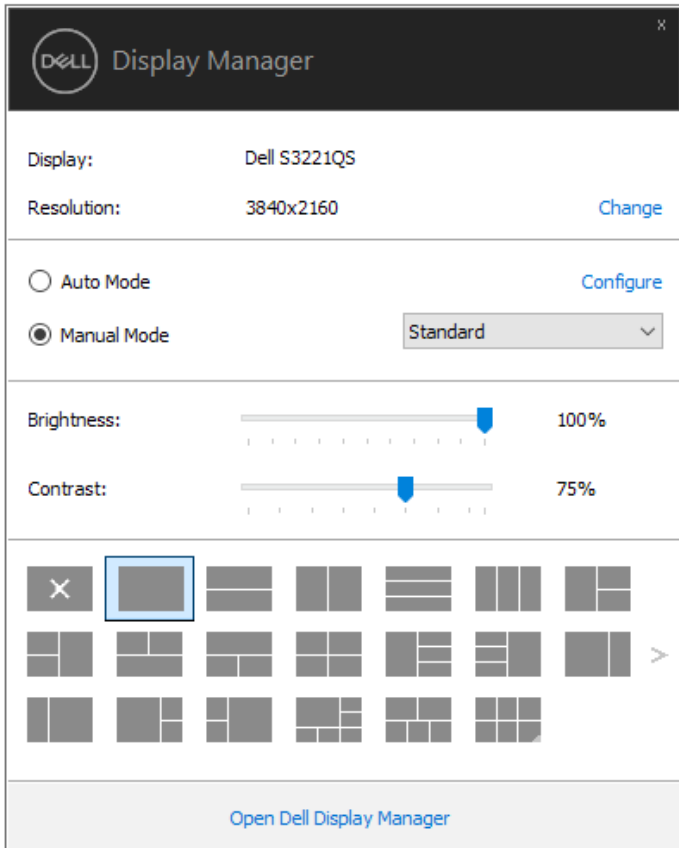 x
DELL Display Manager
Display: Dell S3221QS
Resolution: 3840x2160 Change
Auto Mode Configure
Manual Mode Standard
Brightness: 100%
Contrast: 75%
Open Dell Display Manager